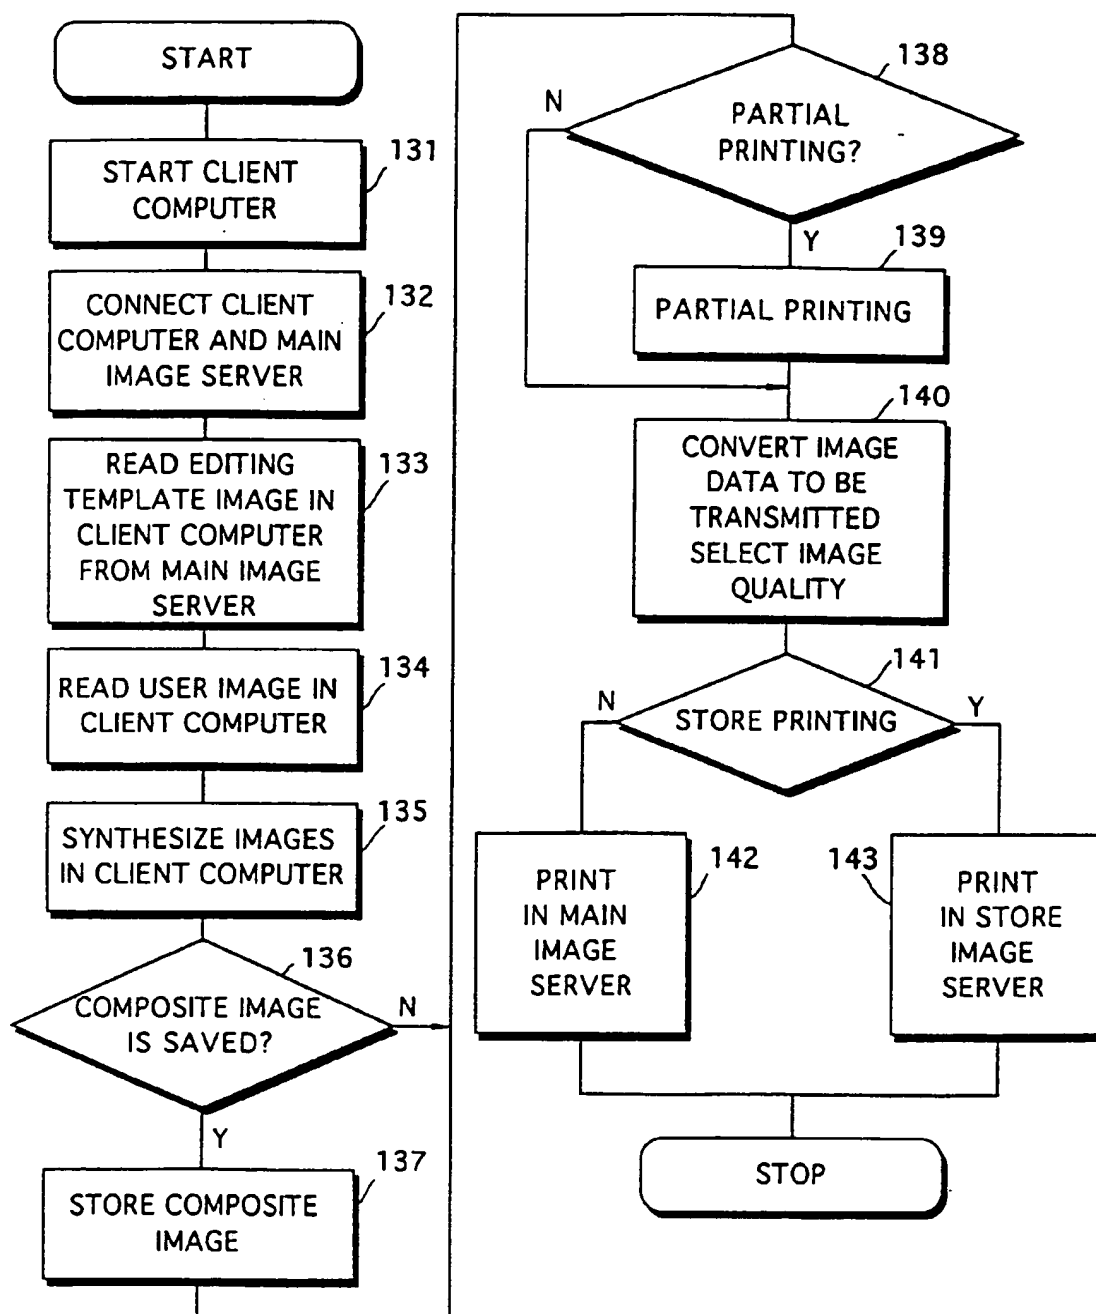 START
131
START CLIENT
COMPUTER
132
CONNECT CLIENT
COMPUTER AND MAIN
IMAGE SERVER
133
READ EDITING
TEMPLATE IMAGE IN
CLIENT COMPUTER
FROM MAIN IMAGE
SERVER
134
READ USER IMAGE IN
CLIENT COMPUTER
135
SYNTHESIZE IMAGES
IN CLIENT COMPUTER
136
COMPOSITE IMAGE
IS SAVED?
N
Y
137
STORE COMPOSITE
IMAGE
138
N
PARTIAL
PRINTING?
Y
139
PARTIAL PRINTING
140
CONVERT IMAGE
DATA TO BE
TRANSMITTED
SELECT IMAGE
QUALITY
141
N
STORE PRINTING
Y
142
PRINT
IN MAIN
IMAGE
SERVER
143
PRINT
IN STORE
IMAGE
SERVER
STOP